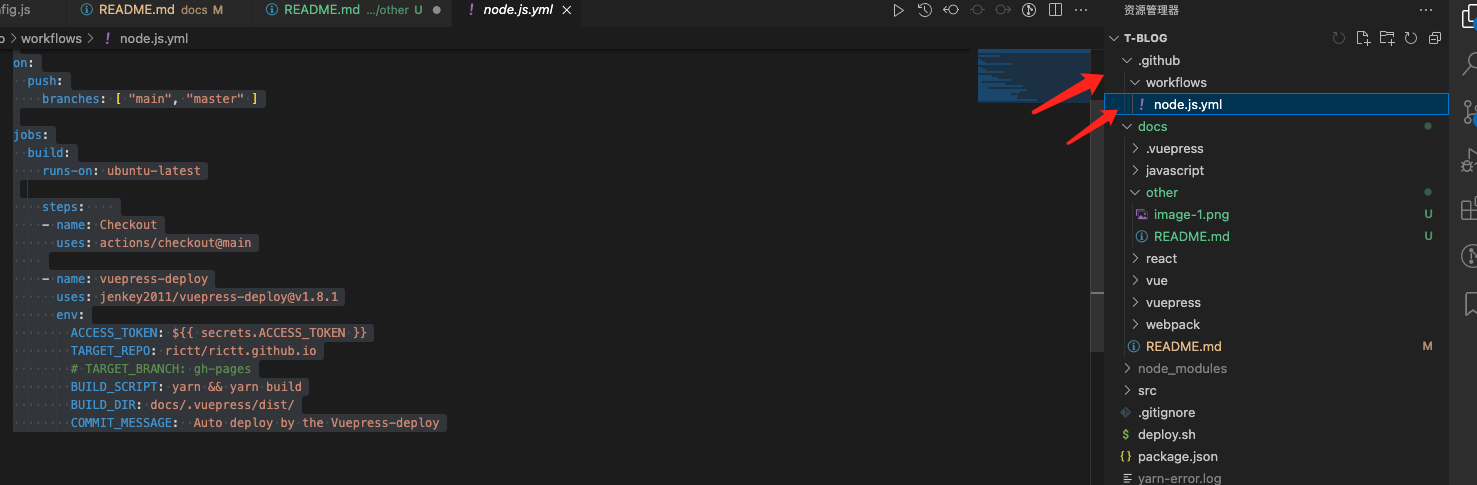 fig.js
README.md docs M
README.md .../other U
! node.js.yml
资源管理器
> workflows > ! node.js.yml
T-BLOG
on:
push:
branches: [ "main", "master" ]
jobs:
build:
runs-on: ubuntu-latest
steps:
- name: Checkout
uses: actions/checkout@main
- name: vuepress-deploy
uses: jenkey2011/vuepress-deploy@v1.8.1
env:
ACCESS_TOKEN: ${{ secrets.ACCESS_TOKEN }}
TARGET_REPO: rictt/rictt.github.io
# TARGET_BRANCH: gh-pages
BUILD_SCRIPT: yarn && yarn build
BUILD_DIR: docs/.vuepress/dist/
COMMIT_MESSAGE: Auto deploy by the Vuepress-deploy
.github
workflows
! node.js.yml
docs
.vuepress
javascript
other
image-1.png U
README.md U
react
vue
vuepress
webpack
README.md M
node_modules
src
.gitignore
$ deploy.sh
{} package.json
yarn-error.log